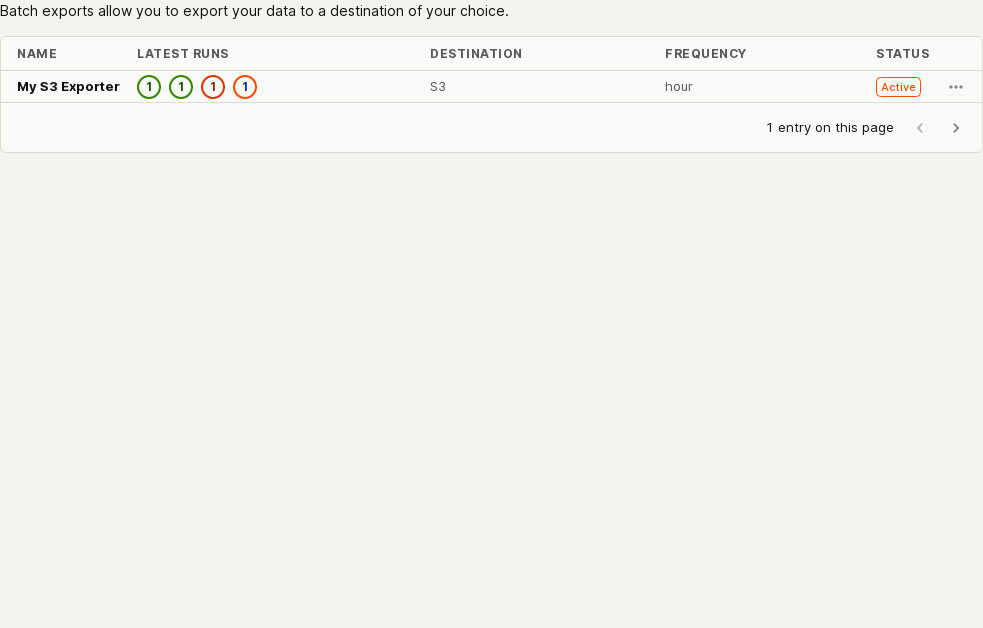 Batch exports allow you to export your data to a destination of your choice.
NAME LATEST RUNS DESTINATION FREQUENCY STATUS
My S3 Exporter 1 1 1 1 S3 hour Active
1 entry on this page